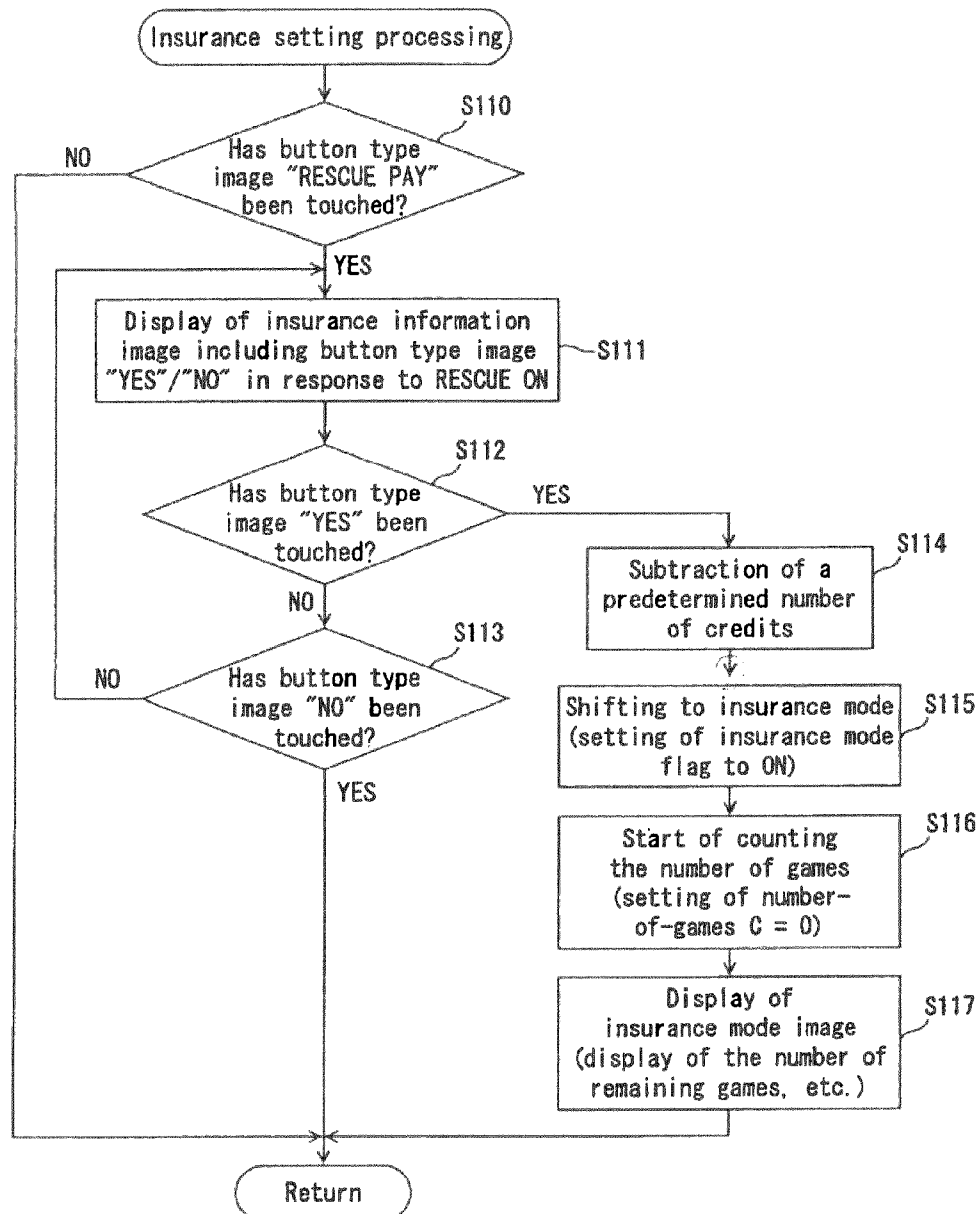 Insurance setting processing
S110
NO
Has button type
image "RESCUE PAY"
been touched?
YES
Display of insurance information
image including button type image
"YES"/"NO" in response to RESCUE ON
S111
S112
Has button type
image "YES" been
touched?
YES
NO
S114
Subtraction of a
predetermined number
of credits
S113
NO
Has button type
image "NO" been
touched?
YES
Shifting to insurance mode
(setting of insurance mode
flag to ON)
S115
S116
Start of counting
the number of games
(setting of number-
of-games C = 0)
S117
Display of
insurance mode image
(display of the number of
remaining games, etc.)
Return